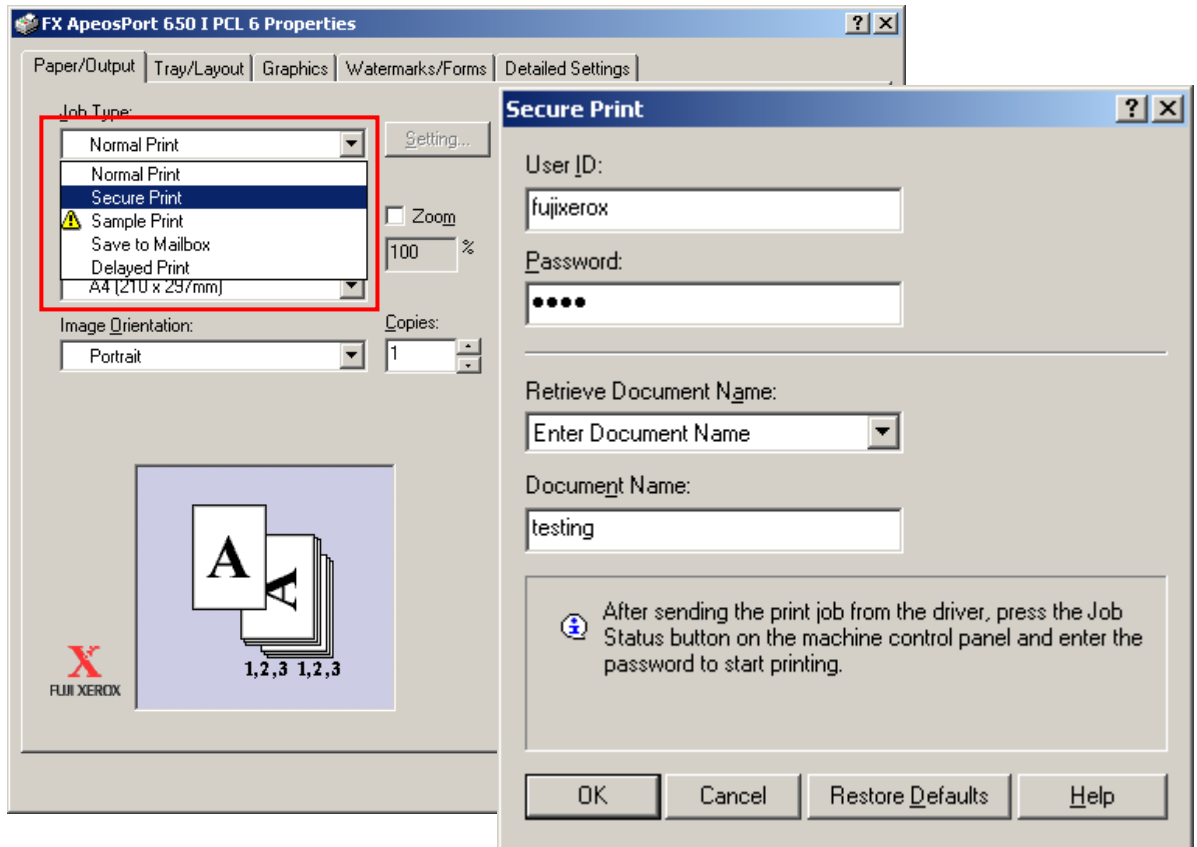 FX ApeosPort 650 I PCL 6 Properties
Paper/Output Tray/Layout Graphics Watermarks/Forms Detailed Settings
Job Type:
Normal Print
Setting...
Normal Print
Secure Print
Sample Print
Save to Mailbox
Delayed Print
A4 (210 x 297mm)
Zoom
100 %
Image Orientation:
Portrait
Copies:
1
A
A
1,2,3 1,2,3
X
FUJI XEROX
Secure Print
User ID:
fujixerox
Password:
••••
Retrieve Document Name:
Enter Document Name
Document Name:
testing
After sending the print job from the driver, press the Job
Status button on the machine control panel and enter the
password to start printing.
OK Cancel Restore Defaults Help